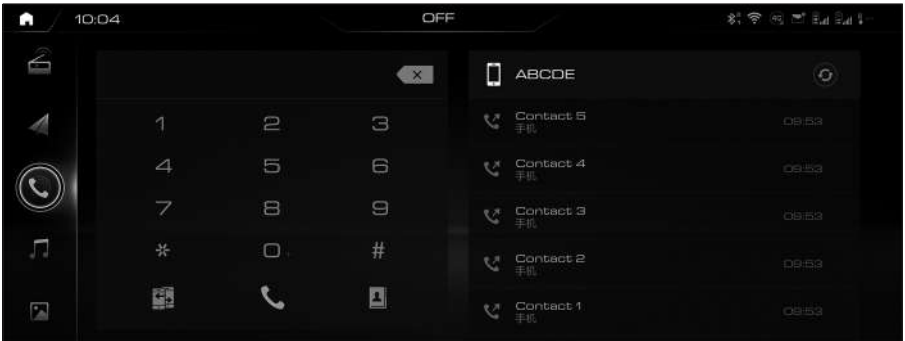 10:04 OFF 4G
ABCDE
1 2 3
4 5 6
7 8 9
* 0 #
Contact 5 09:53
手机
Contact 4 09:53
手机
Contact 3 09:53
手机
Contact 2 09:53
手机
Contact 1 09:53
手机